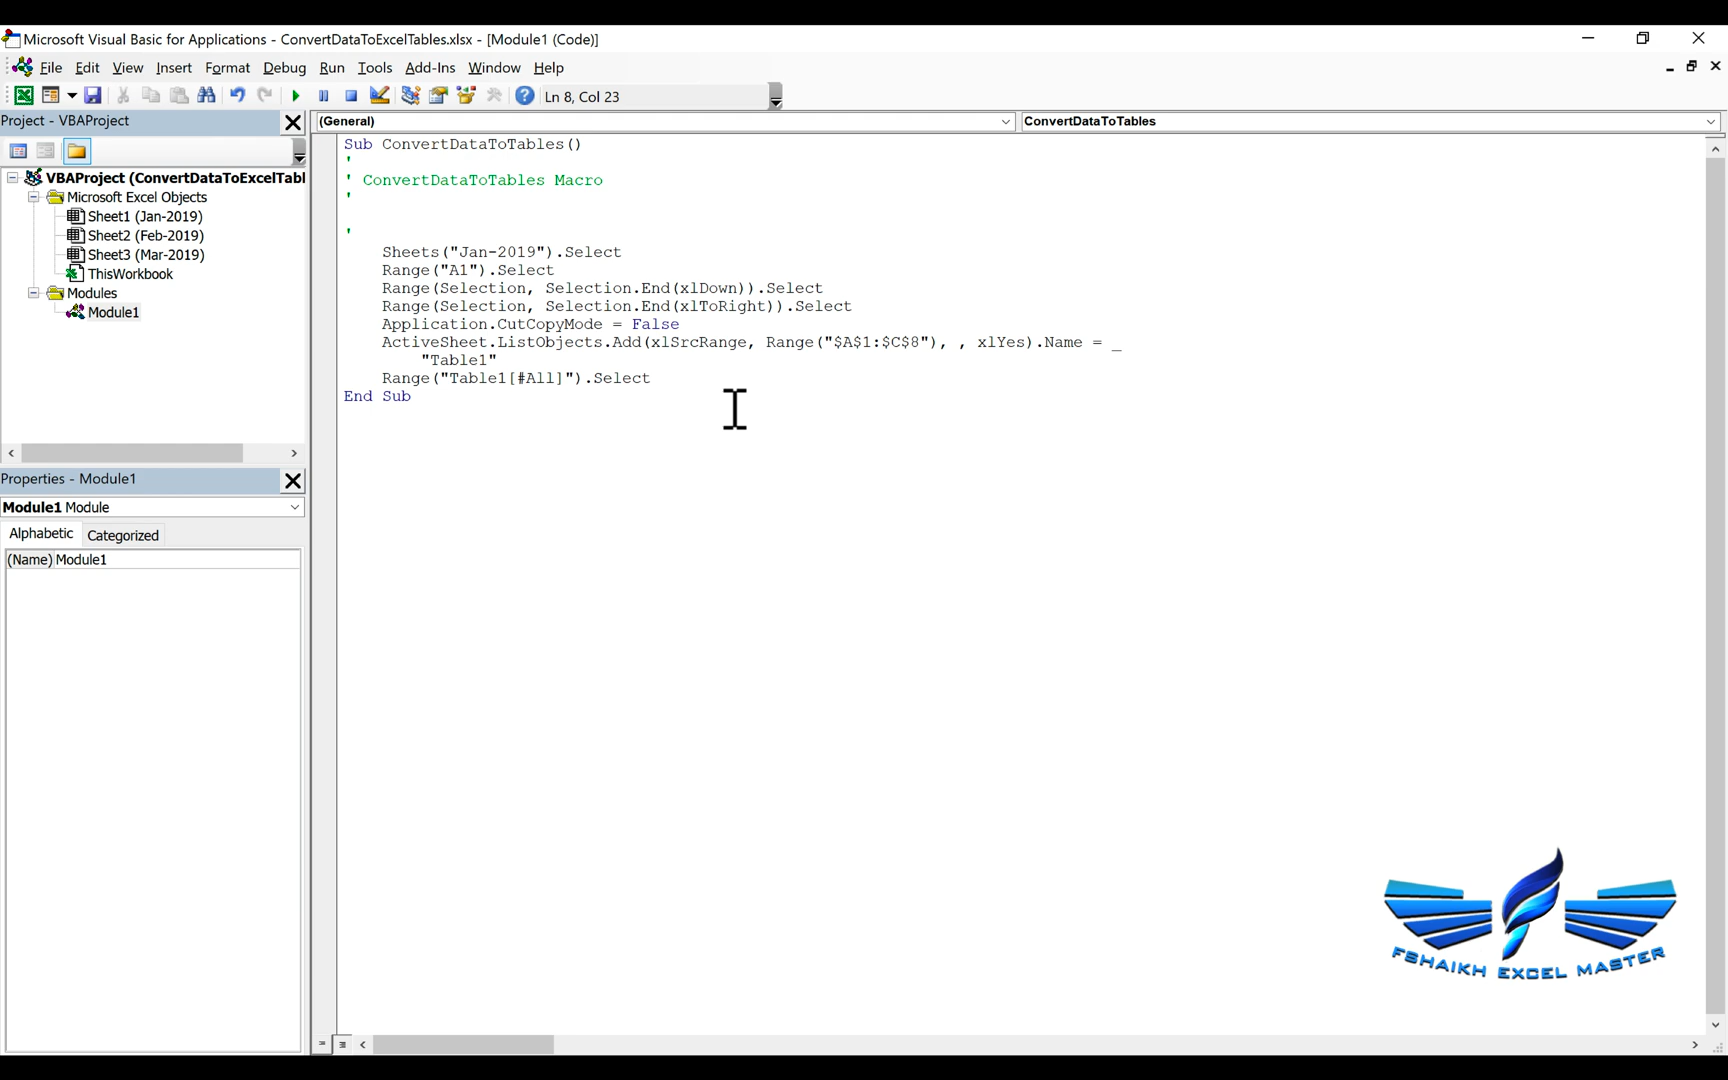 Microsoft Visual Basic for Applications - ConvertDataToExcelTables.xlsx - [Module1 (Code)]
File Edit View Insert Format Debug Run Tools Add-Ins Window Help
Ln 8, Col 23
Project - VBAProject
(General)
ConvertDataToTables
VBAProject (ConvertDataToExcelTabl
Microsoft Excel Objects
Sheet1 (Jan-2019)
Sheet2 (Feb-2019)
Sheet3 (Mar-2019)
ThisWorkbook
Modules
Module1
Properties - Module1
Module1 Module
Alphabetic Categorized
(Name) Module1
Sub ConvertDataToTables()
'
' ConvertDataToTables Macro
'
'
Sheets("Jan-2019").Select
Range("A1").Select
Range(Selection, Selection.End(xlDown)).Select
Range(Selection, Selection.End(xlToRight)).Select
Application.CutCopyMode = False
ActiveSheet.ListObjects.Add(xlSrcRange, Range("$A$1:$C$8"), , xlYes).Name = _
"Table1"
Range("Table1[#All]").Select
End Sub
FSHAIKH EXCEL MASTER